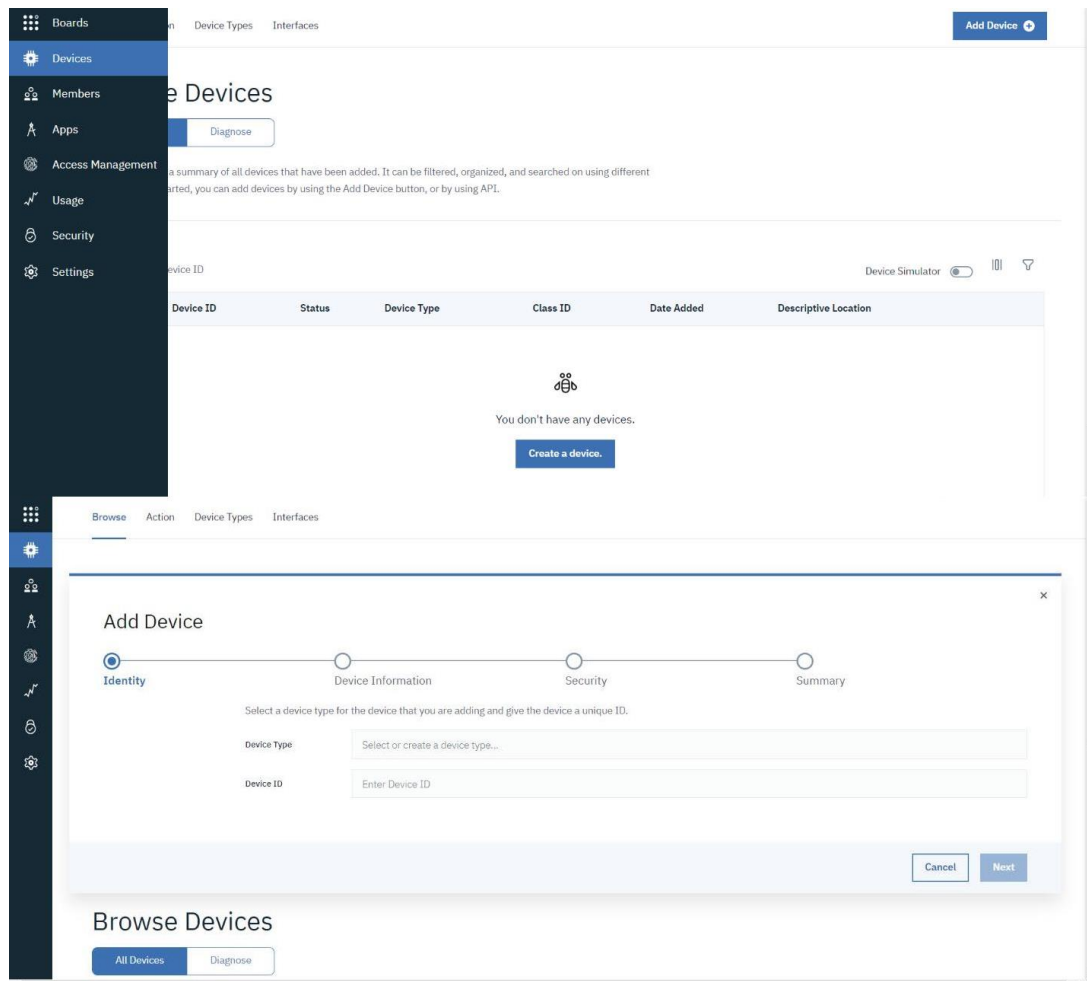 Boards
n Device Types Interfaces
Add Device
Devices
Members
e Devices
Apps
Diagnose
Access Management
a summary of all devices that have been added. It can be filtered, organized, and searched on using different
Usage
arted, you can add devices by using the Add Device button, or by using API.
Security
Settings
evice ID
Device Simulator
Device ID Status Device Type Class ID Date Added Descriptive Location
You don't have any devices.
Create a device.
Browse Action Device Types Interfaces
Add Device
Identity Device Information Security Summary
Select a device type for the device that you are adding and give the device a unique ID.
Device Type Select or create a device type...
Device ID Enter Device ID
Cancel Next
Browse Devices
All Devices Diagnose